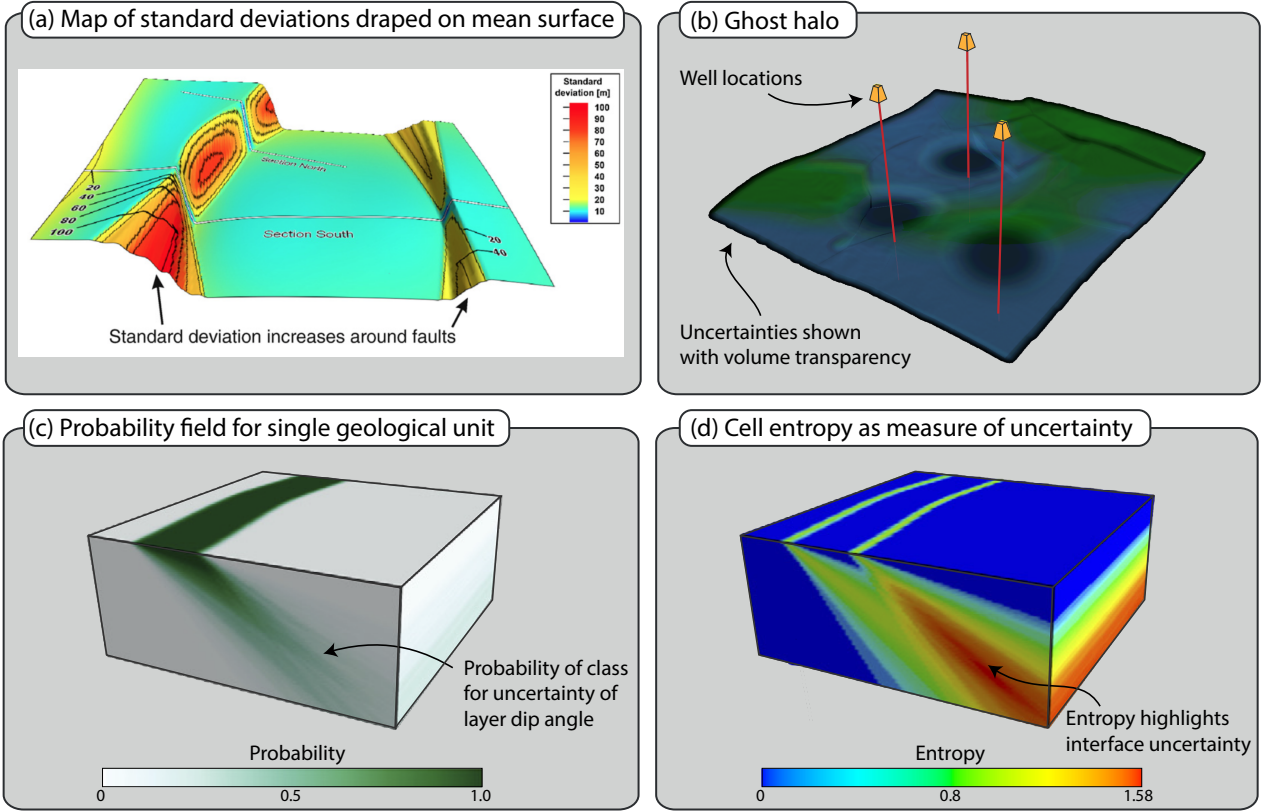 (a) Map of standard deviations draped on mean surface
Standard
deviation [m]
100
90
80
70
60
50
40
30
20
10
Section North
Section South
20
40
60
80
100
20
40
Standard deviation increases around faults
(b) Ghost halo
Well locations
Uncertainties shown
with volume transparency
(c) Probability field for single geological unit
Probability of class
for uncertainty of
layer dip angle
Probability
0
0.5
1.0
(d) Cell entropy as measure of uncertainty
Entropy highlights
interface uncertainty
Entropy
0
0.8
1.58